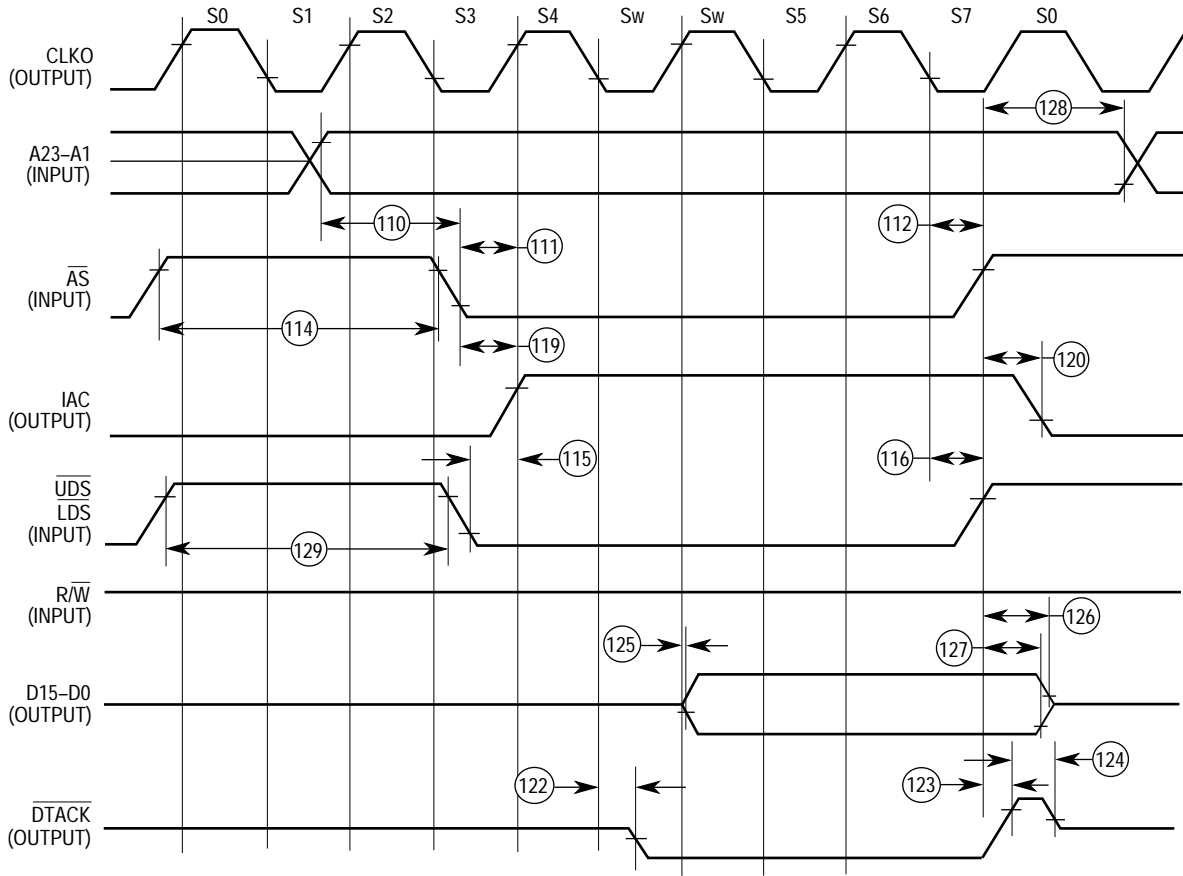 S0 S1 S2 S3 S4 Sw Sw S5 S6 S7 S0
CLKO
(OUTPUT)
128
A23–A1
(INPUT)
110
112
111
AS
(INPUT)
114
119
120
IAC
(OUTPUT)
115
116
UDS
LDS
(INPUT)
129
R/W
(INPUT)
126
125
127
D15–D0
(OUTPUT)
124
122
123
DTACK
(OUTPUT)